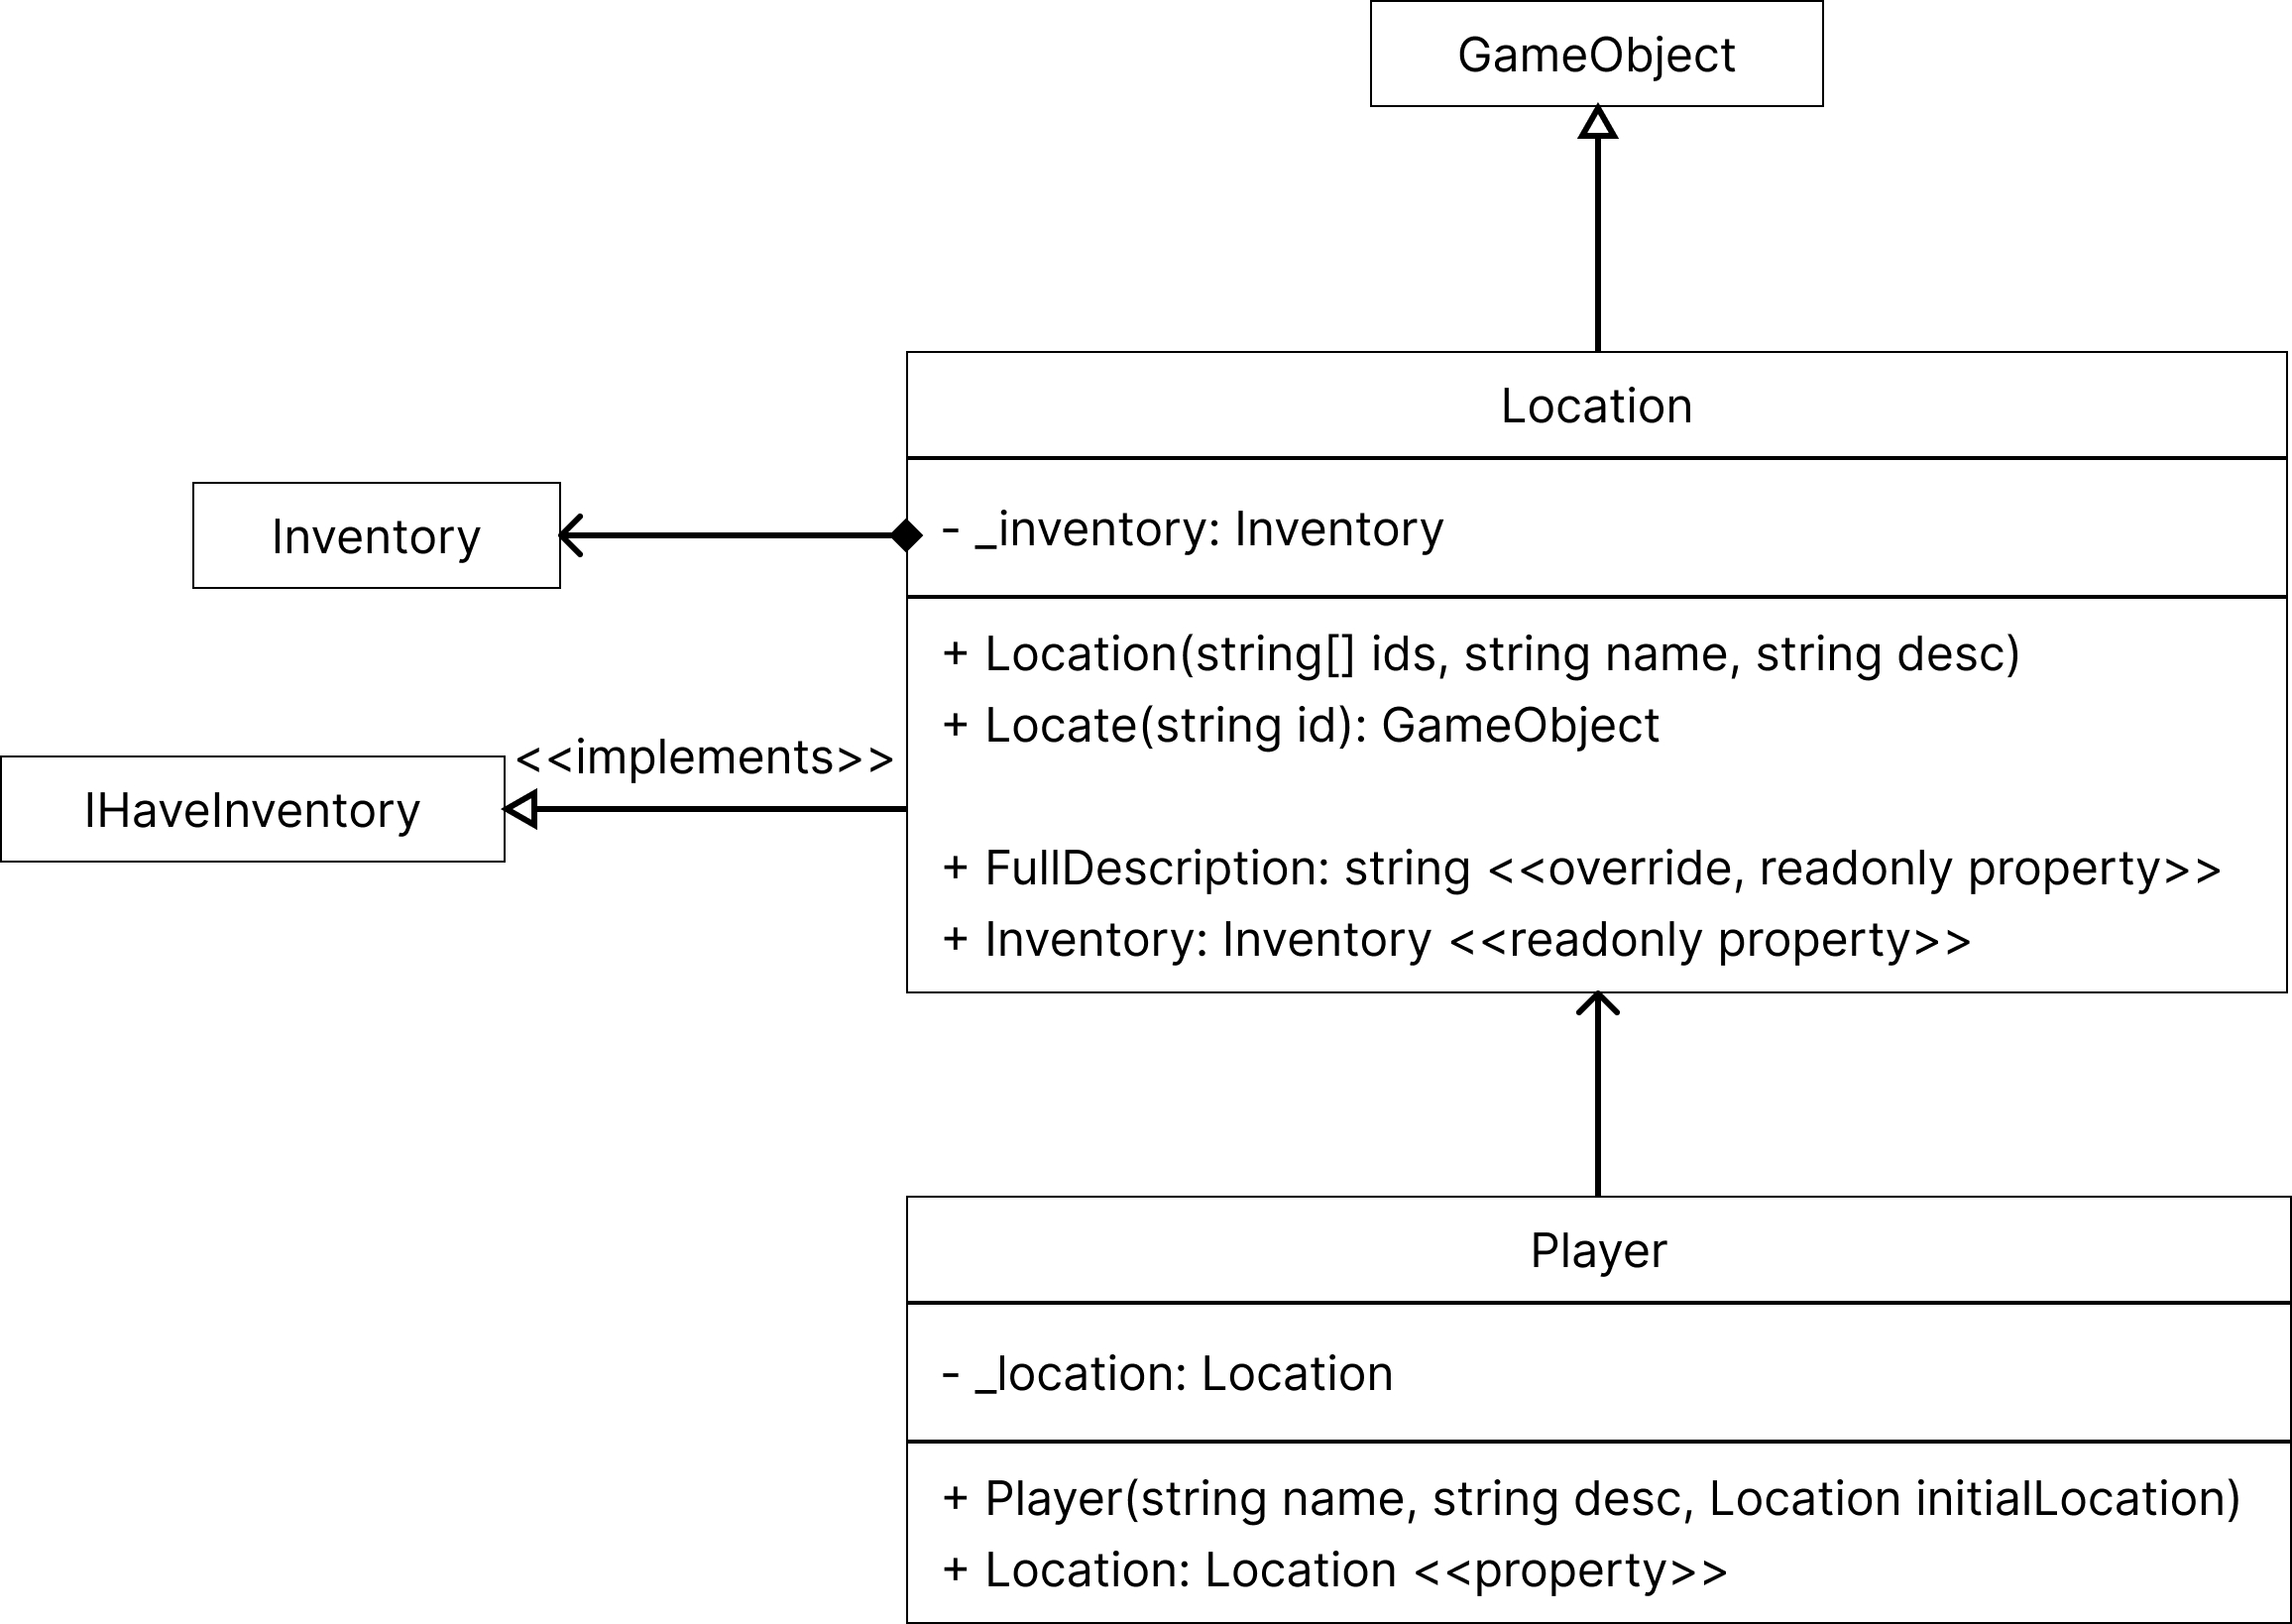 GameObject
Location
- _inventory: Inventory
Inventory
+ Location(string[] ids, string name, string desc)
+ Locate(string id): GameObject
<<implements>>
IHaveInventory
+ FullDescription: string <<override, readonly property>>
+ Inventory: Inventory <<readonly property>>
Player
- _location: Location
+ Player(string name, string desc, Location initialLocation)
+ Location: Location <<property>>